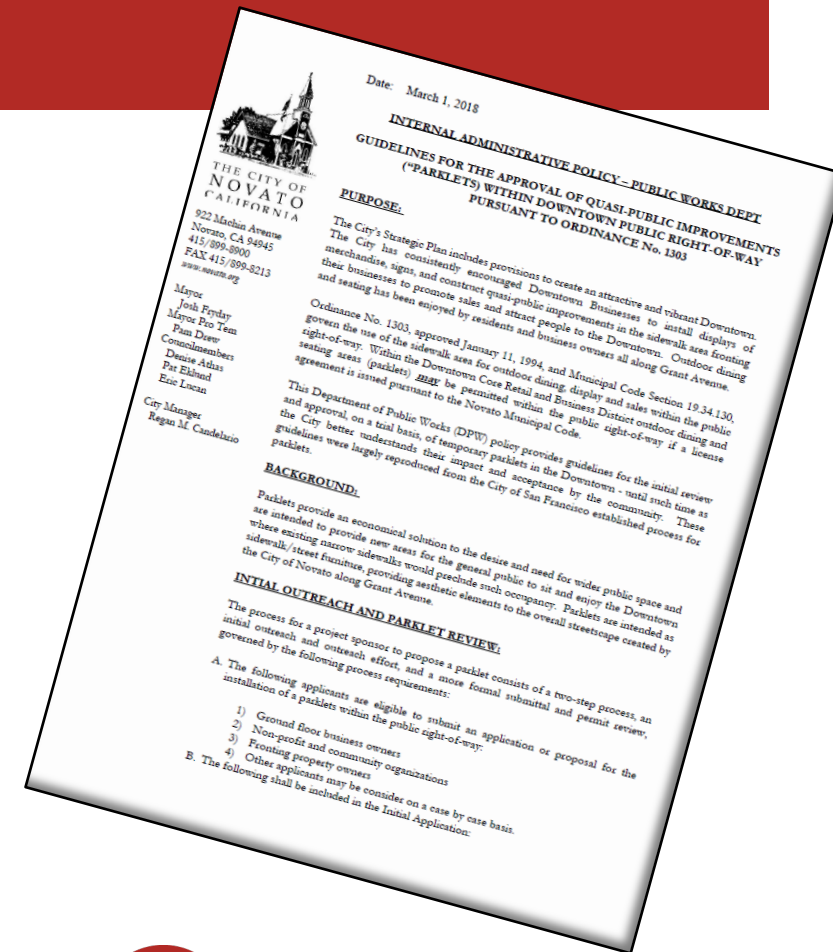 THE CITY OF
NOVATO
CALIFORNIA
922 Machin Avenue
Novato, CA 94945
415/899-8900
FAX 415/899-8213
www.novato.org
Mayor
Josh Fryday
Mayor Pro Tem
Pam Drew
Councilmembers
Denise Athas
Pat Eklund
Eric Lucan
City Manager
Regan M. Candelario
Date: March 1, 2018
INTERNAL ADMINISTRATIVE POLICY – PUBLIC WORKS DEPT
GUIDELINES FOR THE APPROVAL OF QUASI-PUBLIC IMPROVEMENTS
("PARKLETS) WITHIN DOWNTOWN PUBLIC RIGHT-OF-WAY
PURSUANT TO ORDINANCE No. 1303
PURPOSE:
The City's Strategic Plan includes provisions to create an attractive and vibrant Downtown.
The City has consistently encouraged Downtown Businesses to install displays of
merchandise, signs, and construct quasi-public improvements in the sidewalk area fronting
their businesses to promote sales and attract people to the Downtown. Outdoor dining
and seating has been enjoyed by residents and business owners all along Grant Avenue.
Ordinance No. 1303, approved January 11, 1994, and Municipal Code Section 19.34.130,
govern the use of the sidewalk area for outdoor dining, display and sales within the public
right-of-way. Within the Downtown Core Retail and Business District outdoor dining and
seating areas (parklets) may be permitted within the public right-of-way if a license
agreement is issued pursuant to the Novato Municipal Code.
This Department of Public Works (DPW) policy provides guidelines for the initial review
and approval, on a trial basis, of temporary parklets in the Downtown - until such time as
the City better understands their impact and acceptance by the community. These
guidelines were largely reproduced from the City of San Francisco established process for
parklets.
BACKGROUND:
Parklets provide an economical solution to the desire and need for wider public space and
are intended to provide new areas for the general public to sit and enjoy the Downtown
where existing narrow sidewalks would preclude such occupancy. Parklets are intended as
sidewalk/street furniture, providing aesthetic elements to the overall streetscape created by
the City of Novato along Grant Avenue.
INTIAL OUTREACH AND PARKLET REVIEW:
The process for a project sponsor to propose a parklet consists of a two-step process, an
initial outreach and outreach effort, and a more formal submittal and permit review,
governed by the following process requirements:
A. The following applicants are eligible to submit an application or proposal for the
installation of a parklets within the public right-of-way:
1) Ground floor business owners
2) Non-profit and community organizations
3) Fronting property owners
4) Other applicants may be consider on a case by case basis.
B. The following shall be included in the Initial Application: